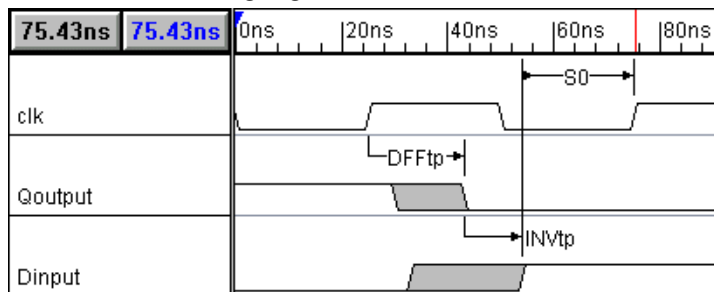 75.43ns 75.43ns 0ns 20ns 40ns 60ns 80ns
S0
clk
DFFtp
Qoutput
INVtp
Dinput